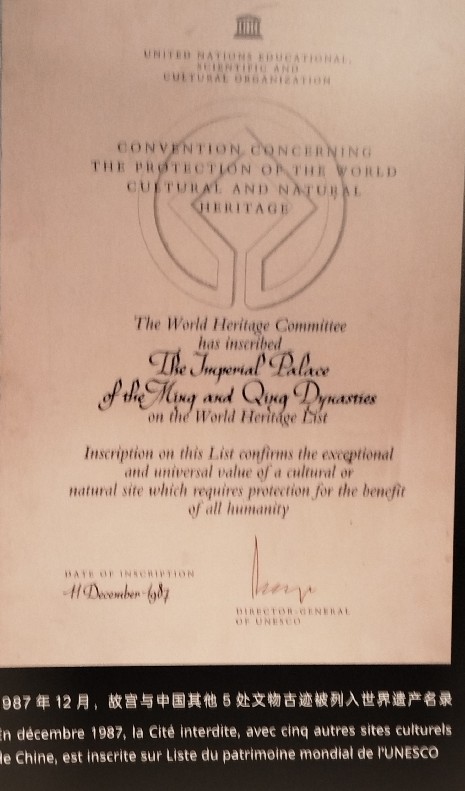 UNITED NATIONS EDUCATIONAL,
SCIENTIFIC AND
CULTURAL ORGANIZATION
CONVENTION CONCERNING
THE PROTECTION OF THE WORLD
CULTURAL AND NATURAL
HERITAGE
The World Heritage Committee
has inscribed
The Imperial Palace
of the Ming and Qing Dynasties
on the World Heritage List
Inscription on this List confirms the exceptional
and universal value of a cultural or
natural site which requires protection for the benefit
of all humanity
DATE OF INSCRIPTION
11 December 1987
DIRECTOR-GENERAL
OF UNESCO
987 年 12 月，故宫与中国其他 5 处文物古迹被列入世界遗产名录
En décembre 1987, la Cité interdite, avec cinq autres sites culturels
de Chine, est inscrite sur Liste du patrimoine mondial de l'UNESCO